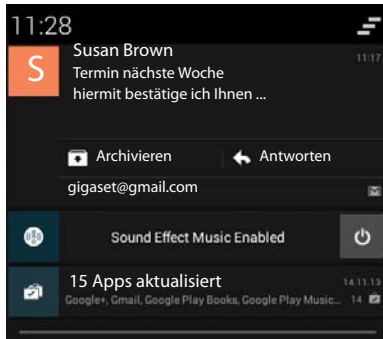 11:28
S
Susan Brown
11:17
Termin nächste Woche
hiermit bestätige ich Ihnen ...
Archivieren
Antworten
gigaset@gmail.com
Sound Effect Music Enabled
15 Apps aktualisiert
14.11.13
Google+, Gmail, Google Play Books, Google Play Music...
14